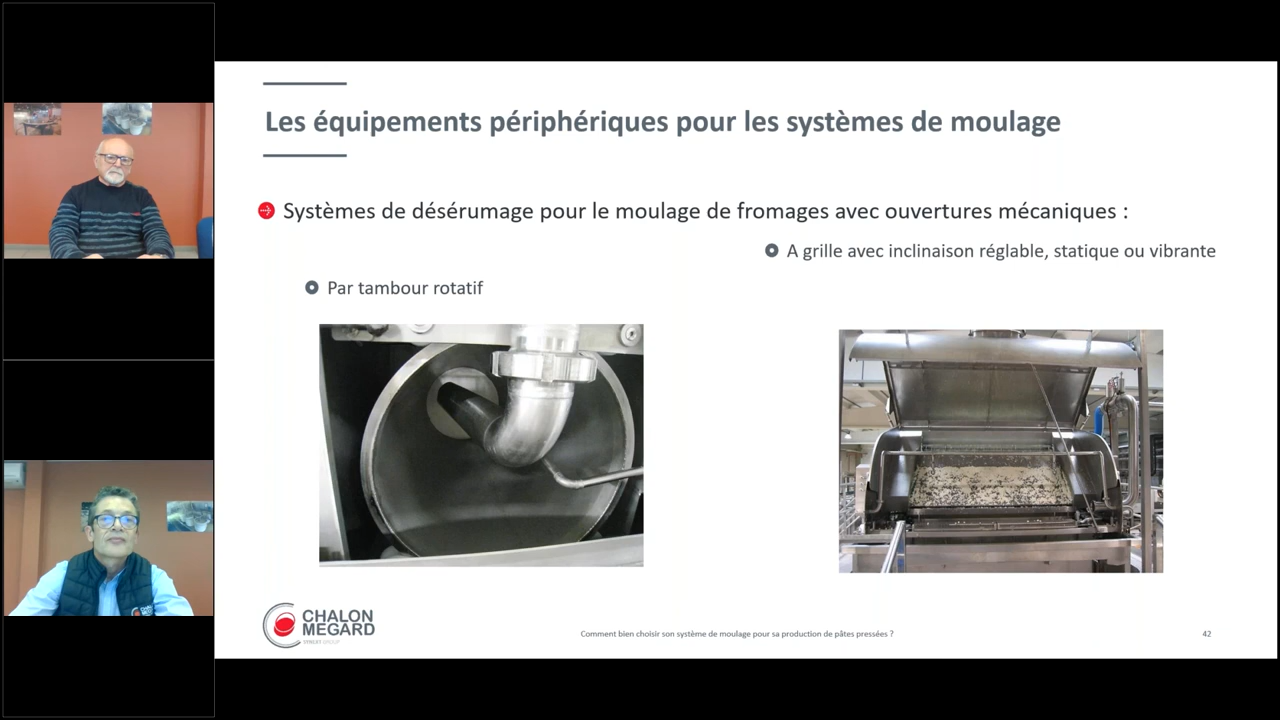 Les équipements périphériques pour les systèmes de moulage
Systèmes de désérumage pour le moulage de fromages avec ouvertures mécaniques :
A grille avec inclinaison réglable, statique ou vibrante
Par tambour rotatif
CHALON
MEGARD
Comment bien choisir son système de moulage pour sa production de pâtes pressées ?
42